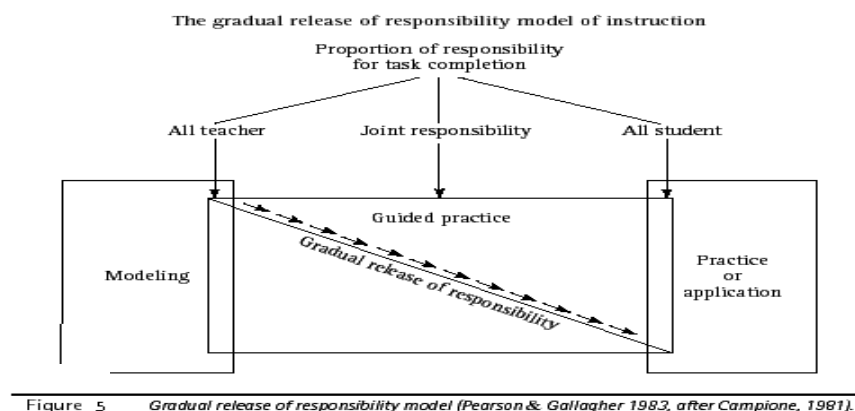 The gradual release of responsibility model of instruction
Proportion of responsibility
for task completion
All teacher
Joint responsibility
All student
Guided practice
Gradual release of responsibility
Modeling
Practice
or
application
Figure 5 Gradual release of responsibility model (Pearson & Gallagher 1983, after Campione, 1981).